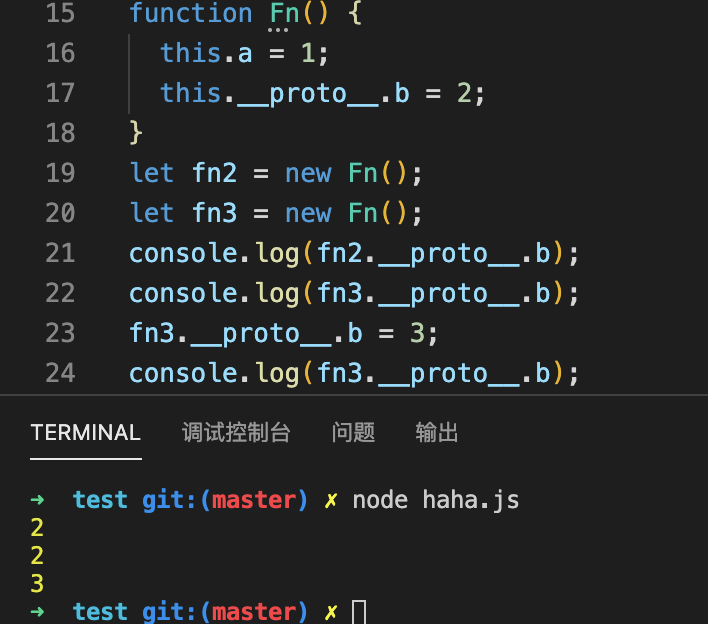 15 function Fn() {
16 this.a = 1;
17 this.__proto__.b = 2;
18 }
19 let fn2 = new Fn();
20 let fn3 = new Fn();
21 console.log(fn2.__proto__.b);
22 console.log(fn3.__proto__.b);
23 fn3.__proto__.b = 3;
24 console.log(fn3.__proto__.b);
TERMINAL 调试控制台 问题 输出
➜ test git:(master) ✗ node haha.js
2
2
3
➜ test git:(master) ✗